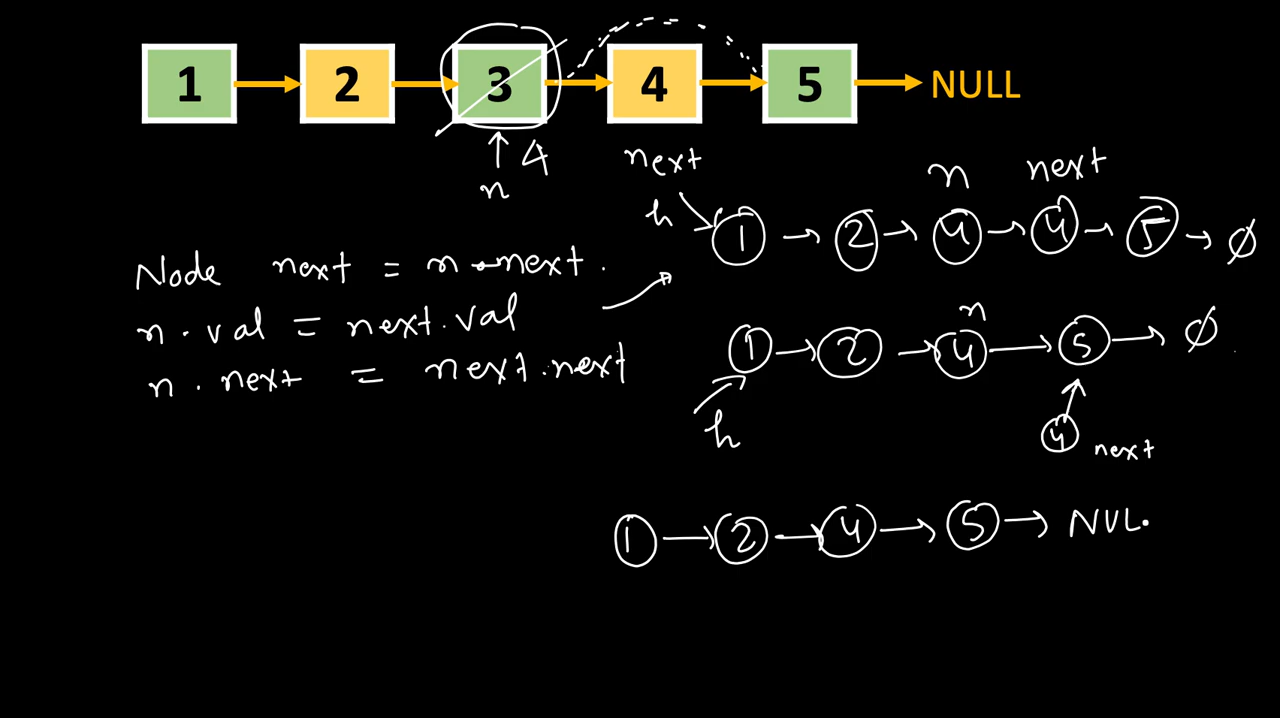 1 2 3 4 5 NULL
n 4 next
n next
h 1 → 2 → 4 → 4 → 5 → ∅
Node next = n.next.
n.val = next.val
n.next = next.next
n
1 → 2 → 4 → 5 → ∅
h
4 next
1 → 2 → 4 → 5 → NUL.